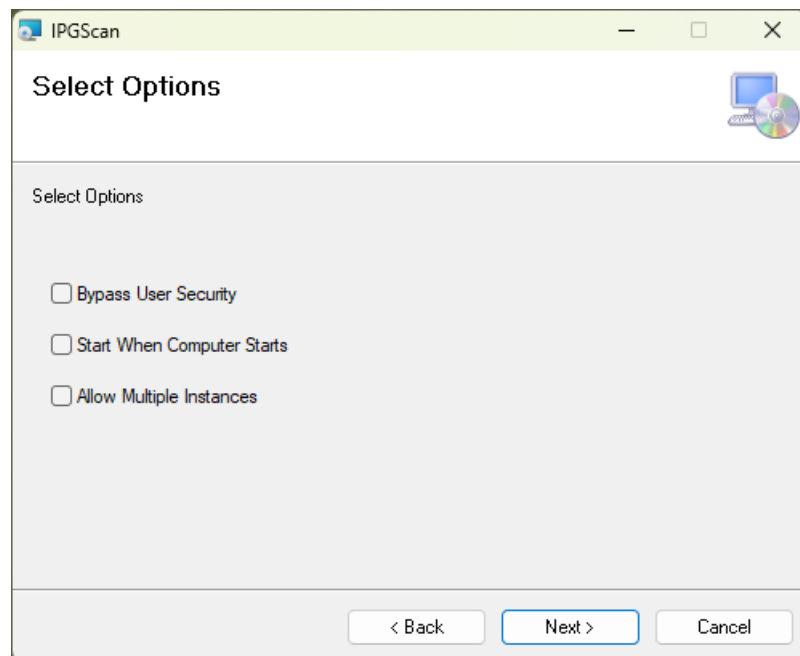 IPGScan
Select Options
Select Options
Bypass User Security
Start When Computer Starts
Allow Multiple Instances
< Back
Next >
Cancel